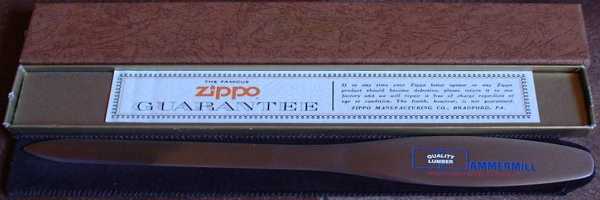 THE FAMOUS
Zippo
GUARANTEE
If at any time your Zippo letter opener or any Zippo
product should become defective, please return it to our
factory and we will repair it free of charge regardless of
age or condition. The finish, however, is not guaranteed.
ZIPPO MANUFACTURING CO., BRADFORD, PA.
QUALITY
LUMBER
AMMERMILL